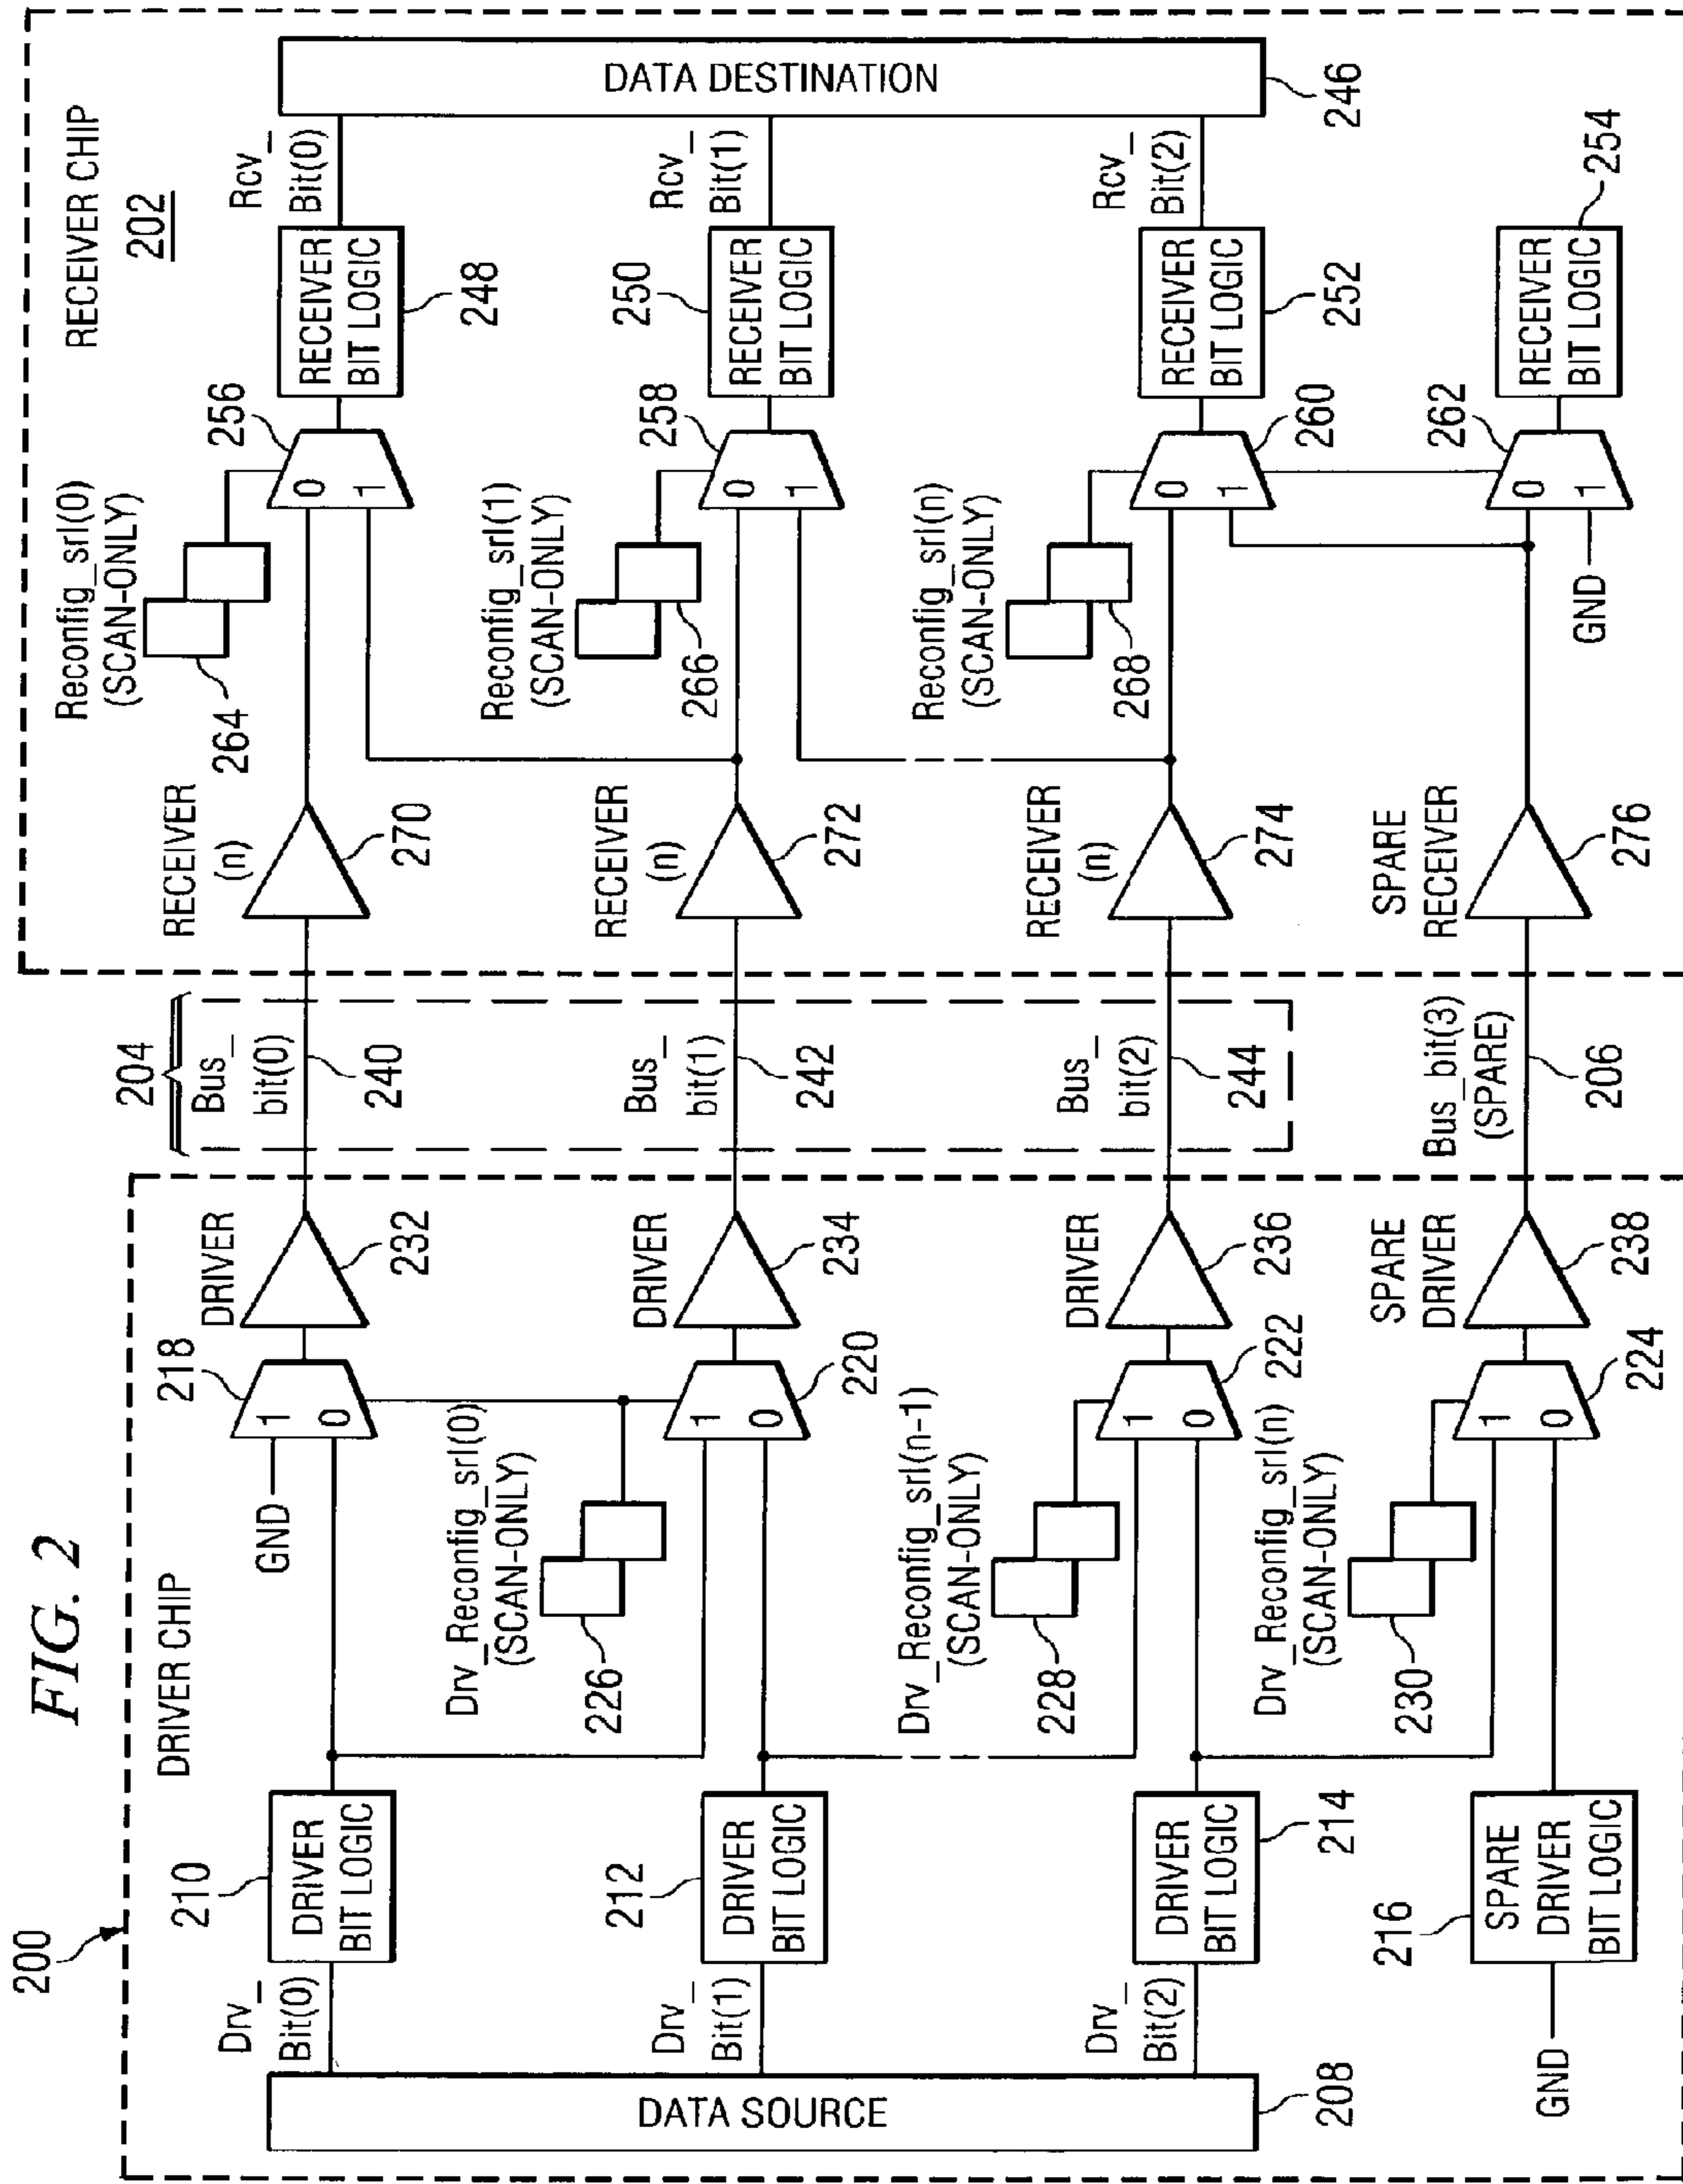 FIG. 2
200
DRIVER CHIP
RECEIVER CHIP
202
204
DATA SOURCE
208
Drv_
Bit(0)
210
DRIVER
BIT LOGIC
GND
218
1
0
DRIVER
232
Bus_
bit(0)
240
RECEIVER
(n)
270
Reconfig_srl(0)
(SCAN-ONLY)
264
256
0
1
RECEIVER
BIT LOGIC
248
Rcv_
Bit(0)
DATA DESTINATION
246
Drv_Reconfig_srl(0)
(SCAN-ONLY)
226
Drv_
Bit(1)
212
DRIVER
BIT LOGIC
1
0
220
DRIVER
234
Bus_
bit(1)
242
RECEIVER
(n)
272
Reconfig_srl(1)
(SCAN-ONLY)
266
258
0
1
RECEIVER
BIT LOGIC
250
Rcv_
Bit(1)
Drv_Reconfig_srl(n-1)
(SCAN-ONLY)
228
Drv_
Bit(2)
DRIVER
BIT LOGIC
214
1
0
222
DRIVER
236
Bus_
bit(2)
244
RECEIVER
(n)
274
Reconfig_srl(n)
(SCAN-ONLY)
268
0
1
260
RECEIVER
BIT LOGIC
252
Rcv_
Bit(2)
Drv_Reconfig_srl(n)
(SCAN-ONLY)
230
GND
216
SPARE
DRIVER
BIT LOGIC
1
0
224
SPARE
DRIVER
238
Bus_bit(3)
(SPARE)
206
SPARE
RECEIVER
276
GND
262
0
1
RECEIVER
BIT LOGIC
254